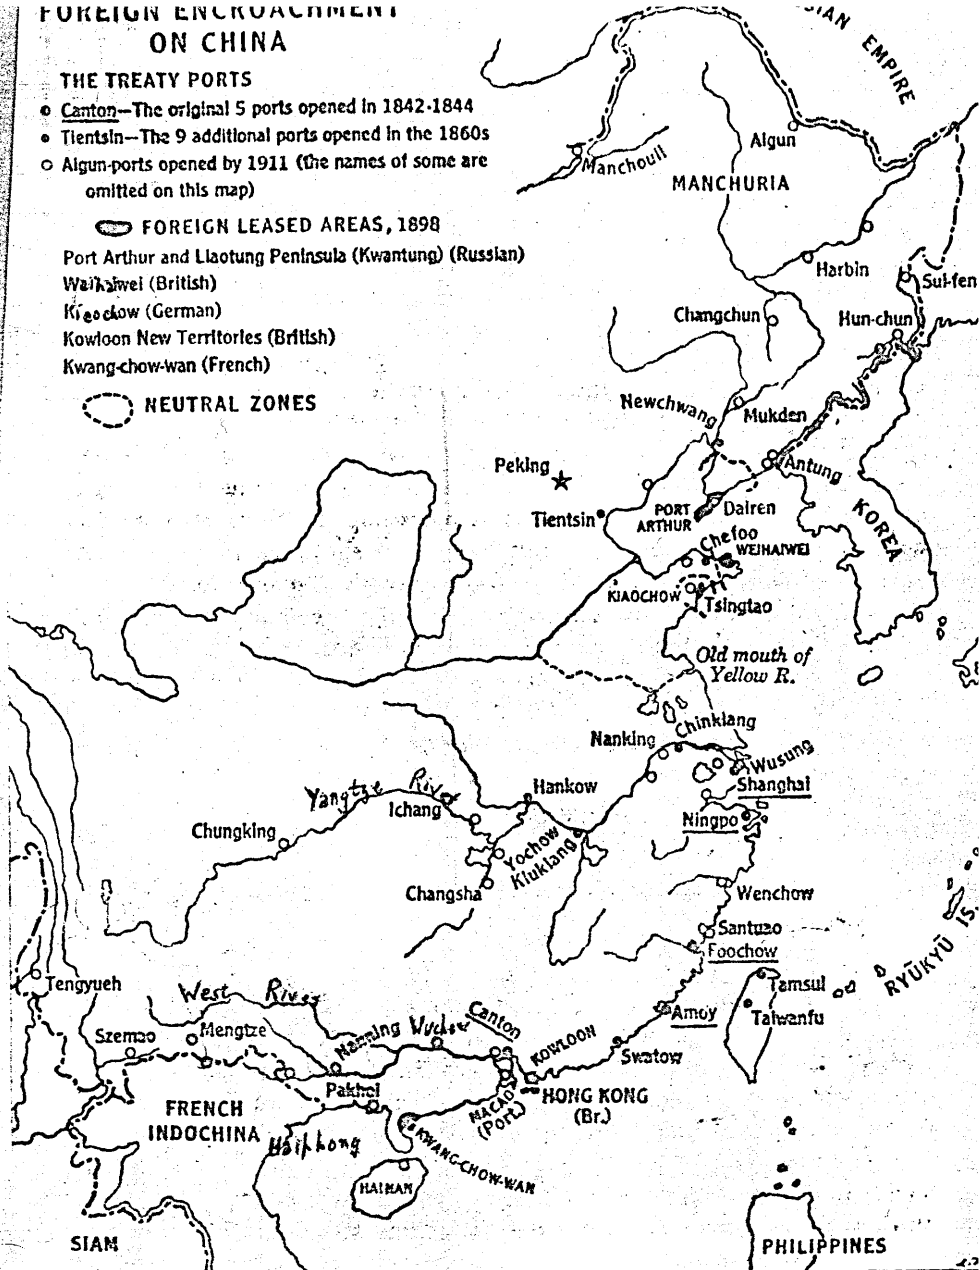 FOREIGN ENCROACHMENT
ON CHINA
THE TREATY PORTS
Canton—The original 5 ports opened in 1842-1844
Tientsin—The 9 additional ports opened in the 1860s
Aigun-ports opened by 1911 (the names of some are
omitted on this map)
FOREIGN LEASED AREAS, 1898
Port Arthur and Liaotung Peninsula (Kwantung) (Russian)
Weihaiwei (British)
Kiaochow (German)
Kowloon New Territories (British)
Kwang-chow-wan (French)
NEUTRAL ZONES
SIAN EMPIRE
Aigun
Manchouli
MANCHURIA
Harbin
Sui-fen
Changchun
Hun-chun
Newchwang
Mukden
Antung
Peking
Tientsin
PORT
ARTHUR
Dairen
KOREA
Chefoo
WEIHAIWEI
KIAOCHOW
Tsingtao
Old mouth of
Yellow R.
Chinkiang
Nanking
Wusung
Shanghai
Yangtze River
Hankow
Ichang
Ningpo
Chungking
Yochow
Kiukiang
Changsha
Wenchow
Santuao
Foochow
RYŪKYŪ IS.
Tengyueh
Tamsui
West River
Amoy
Taiwanfu
Szemao
Mengtze
Nanning
Wuchow
Canton
KOWLOON
Swatow
Pakhoi
MACAO
(Port.)
HONG KONG
(Br.)
FRENCH
INDOCHINA
Haiphong
KWANG-CHOW-WAN
HAINAN
SIAM
PHILIPPINES